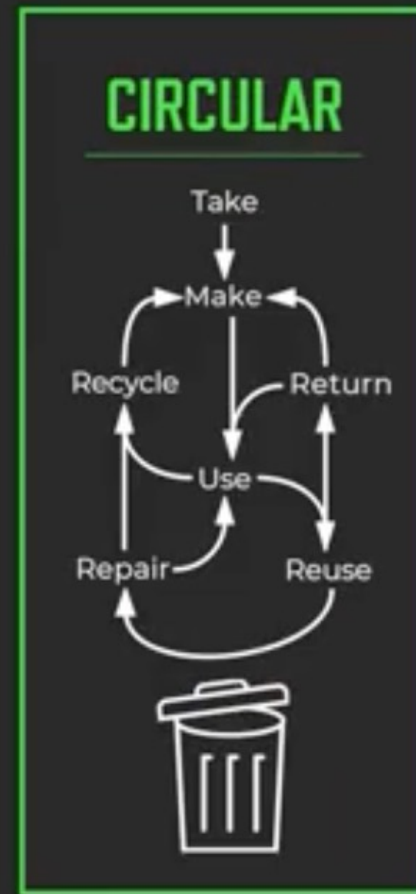 CIRCULAR
Take
Make
Recycle Return
Use
Repair Reuse